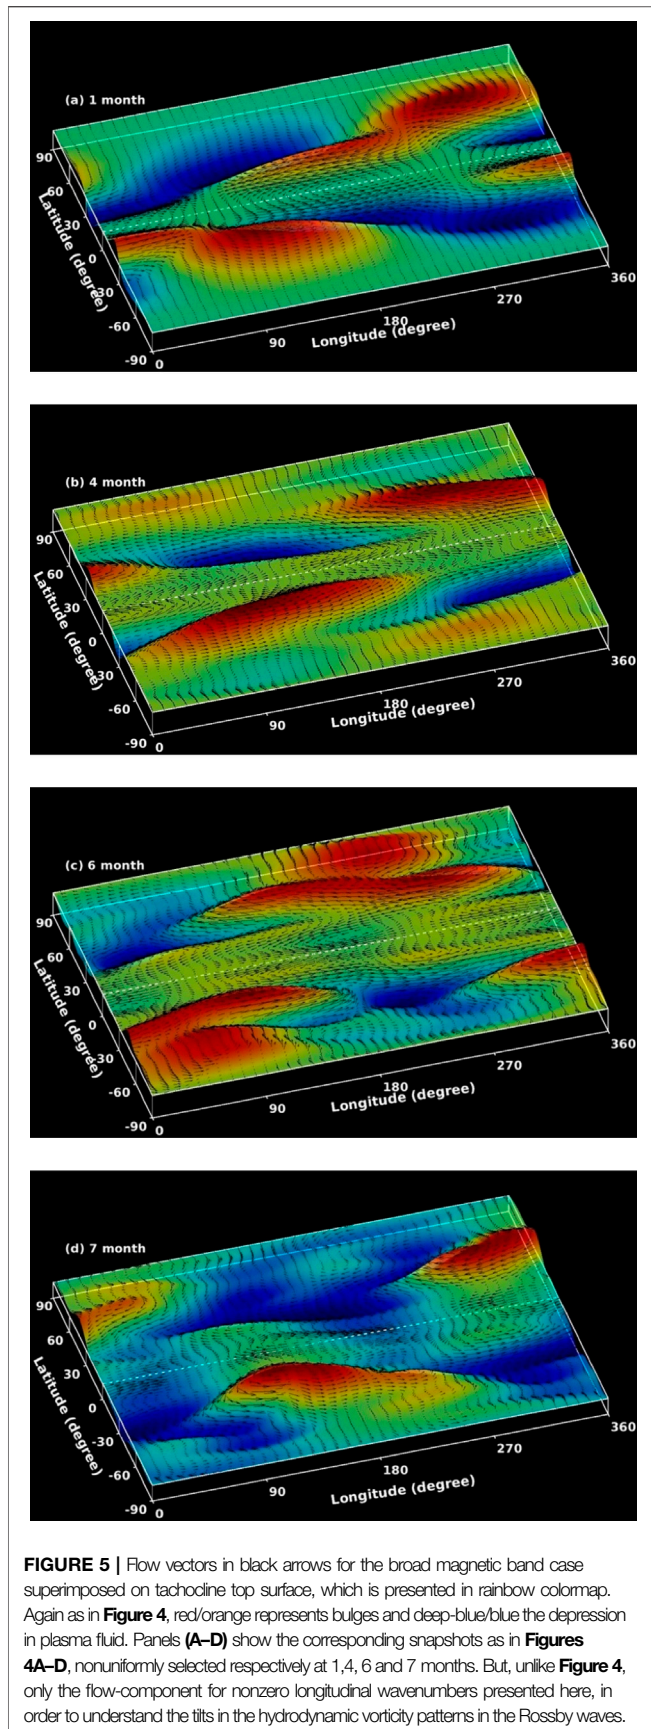 (a) 1 month
90
60
30
0
-30
-60
-90
Latitude (degree)
0
90
180
270
360
Longitude (degree)
(b) 4 month
90
60
30
0
-30
-60
-90
Latitude (degree)
0
90
180
270
360
Longitude (degree)
(c) 6 month
90
60
30
0
-30
-60
-90
Latitude (degree)
0
90
180
270
360
Longitude (degree)
(d) 7 month
90
60
30
0
-30
-60
-90
Latitude (degree)
0
90
180
270
360
Longitude (degree)
FIGURE 5 | Flow vectors in black arrows for the broad magnetic band case
superimposed on tachocline top surface, which is presented in rainbow colormap.
Again as in Figure 4, red/orange represents bulges and deep-blue/blue the depression
in plasma fluid. Panels (A–D) show the corresponding snapshots as in Figures
4A–D, nonuniformly selected respectively at 1,4, 6 and 7 months. But, unlike Figure 4,
only the flow-component for nonzero longitudinal wavenumbers presented here, in
order to understand the tilts in the hydrodynamic vorticity patterns in the Rossby waves.